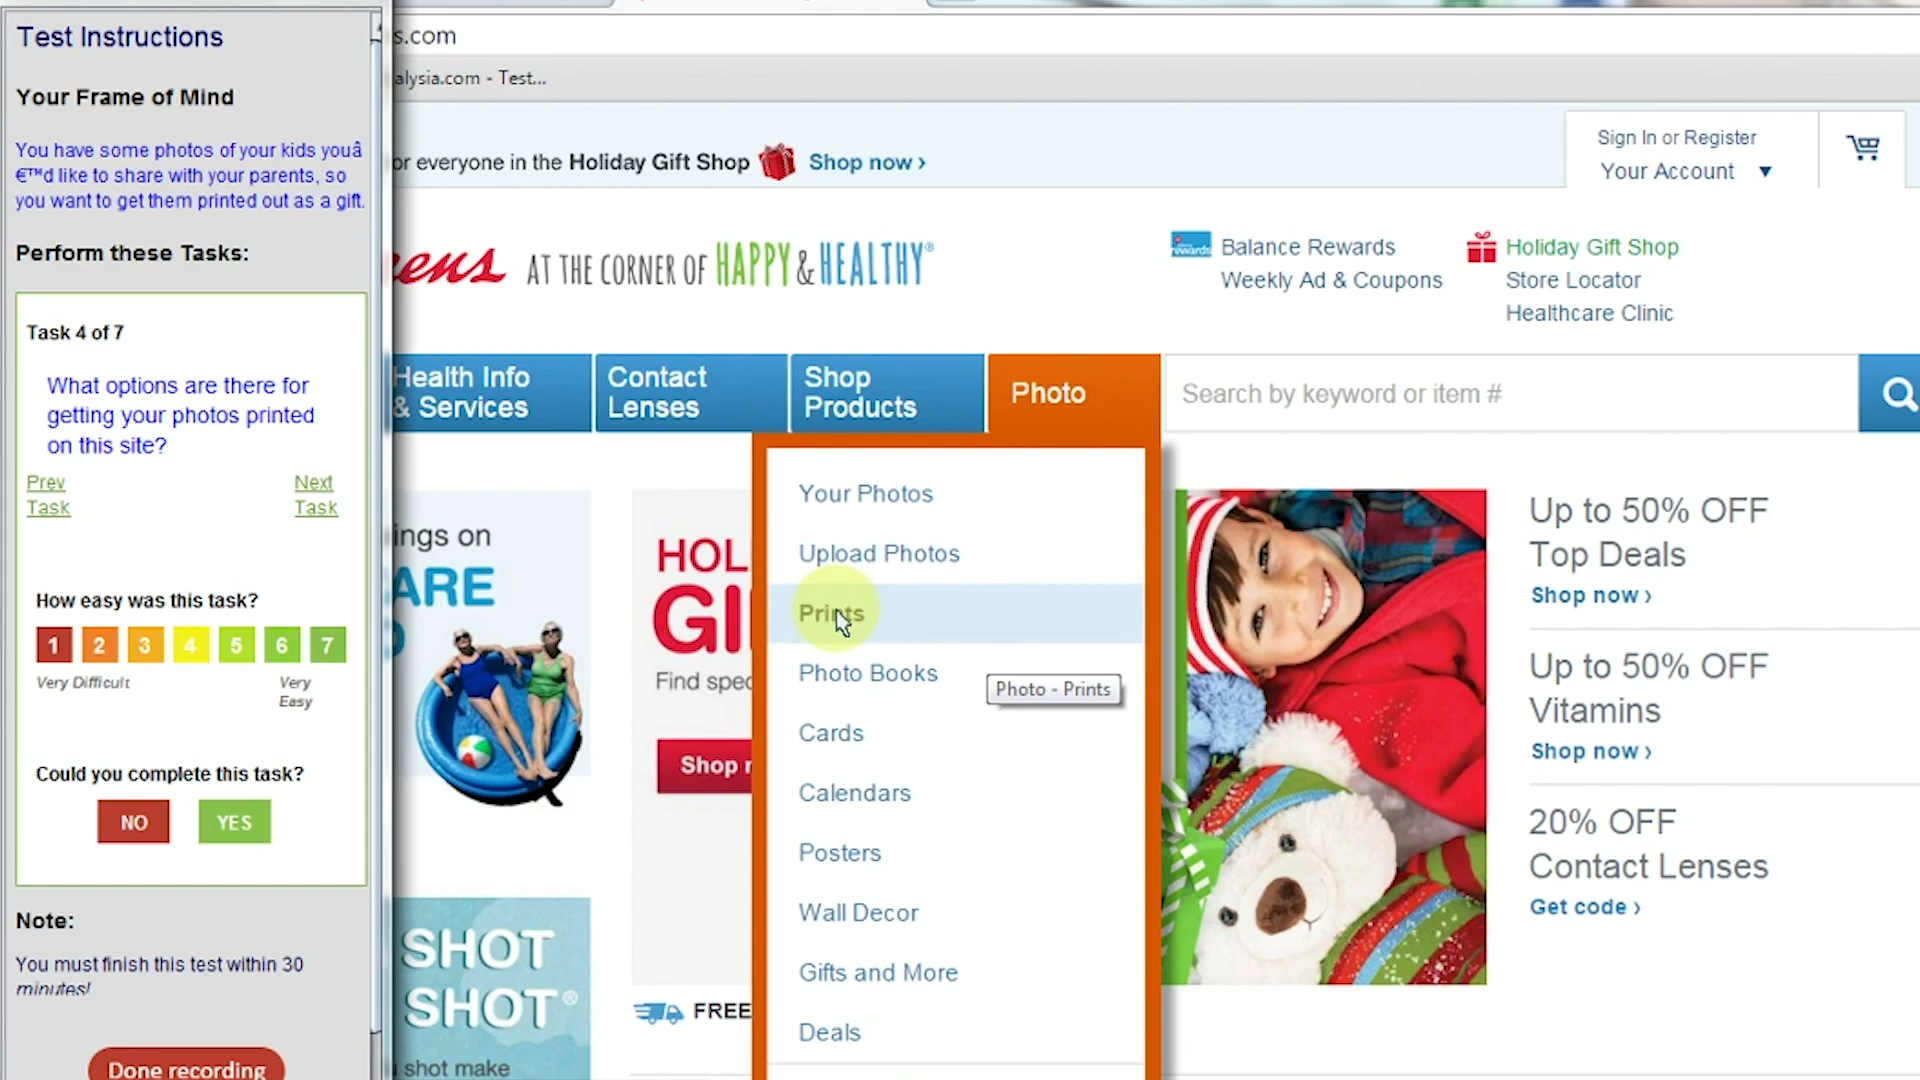 Test Instructions
Your Frame of Mind
You have some photos of your kids youâ
€™d like to share with your parents, so
you want to get them printed out as a gift.
Perform these Tasks:
Task 4 of 7
What options are there for
getting your photos printed
on this site?
Prev Task
Next Task
How easy was this task?
1 2 3 4 5 6 7
Very Difficult
Very Easy
Could you complete this task?
NO YES
Note:
You must finish this test within 30
minutes!
Done recording
s.com
alysia.com - Test...
or everyone in the Holiday Gift Shop Shop now ›
Sign In or Register
Your Account ▼
eens AT THE CORNER OF HAPPY & HEALTHY®
rewards
Balance Rewards
Weekly Ad & Coupons
Holiday Gift Shop
Store Locator
Healthcare Clinic
Health Info
& Services
Contact
Lenses
Shop
Products
Photo
Search by keyword or item #
Your Photos
Upload Photos
Prints
Photo Books
Photo - Prints
Cards
Calendars
Posters
Wall Decor
Gifts and More
Deals
ings on
ARE
HOL
GI
Find spec
Shop n
SHOT
SHOT®
shot make
FREE
Up to 50% OFF
Top Deals
Shop now ›
Up to 50% OFF
Vitamins
Shop now ›
20% OFF
Contact Lenses
Get code ›